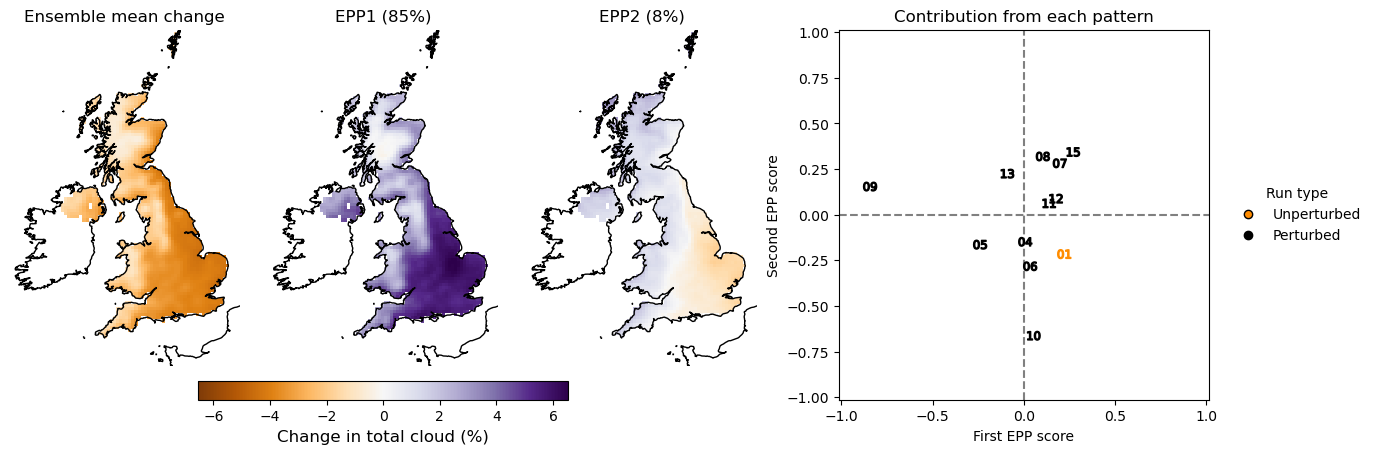 Ensemble mean change
EPP1 (85%)
EPP2 (8%)
−6 −4 −2 0 2 4 6
Change in total cloud (%)
Contribution from each pattern
1.00
0.75
0.50
0.25
0.00
−0.25
−0.50
−0.75
−1.00
Second EPP score
15
08
07
13
09
12
11
04
05
01
06
10
−1.0 −0.5 0.0 0.5 1.0
First EPP score
Run type
Unperturbed
Perturbed